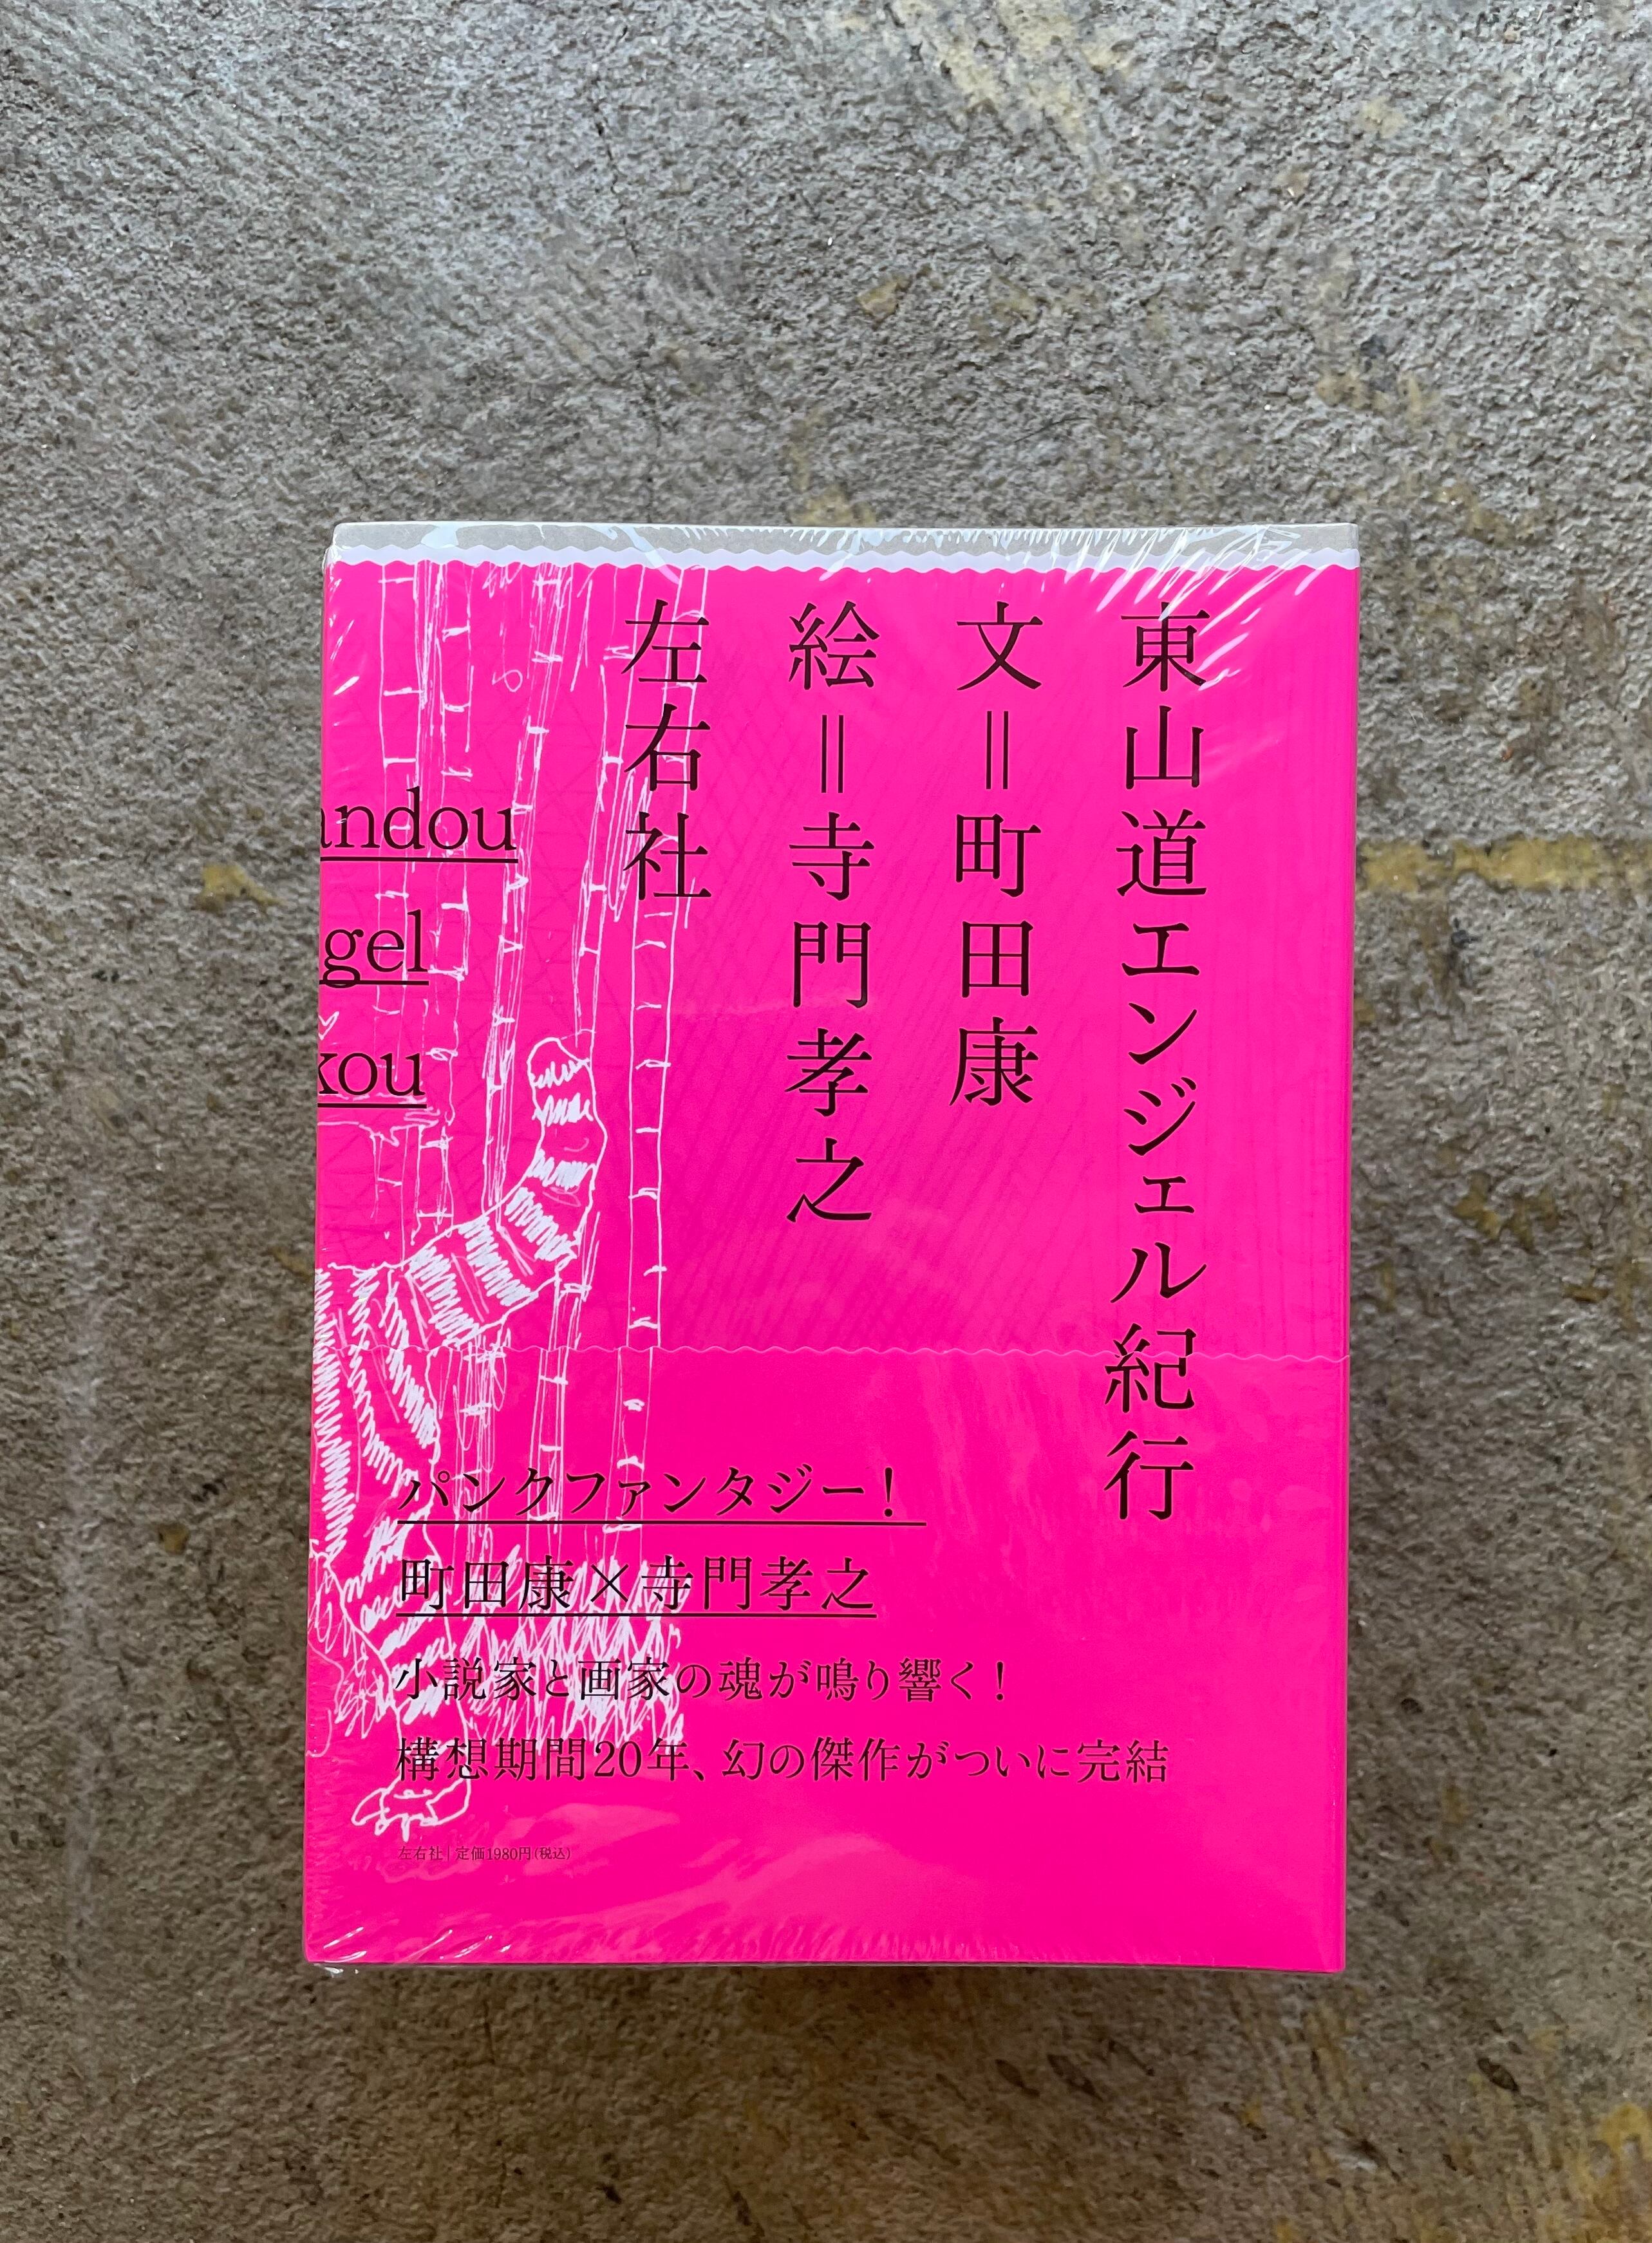 東山道エンジェル紀行
文=町田康
絵=寺門孝之
左右社
andou
gel
kou
パンクファンタジー!
町田康×寺門孝之
小説家と画家の魂が鳴り響く!
構想期間20年、幻の傑作がついに完結
左右社|定価1980円(税込)